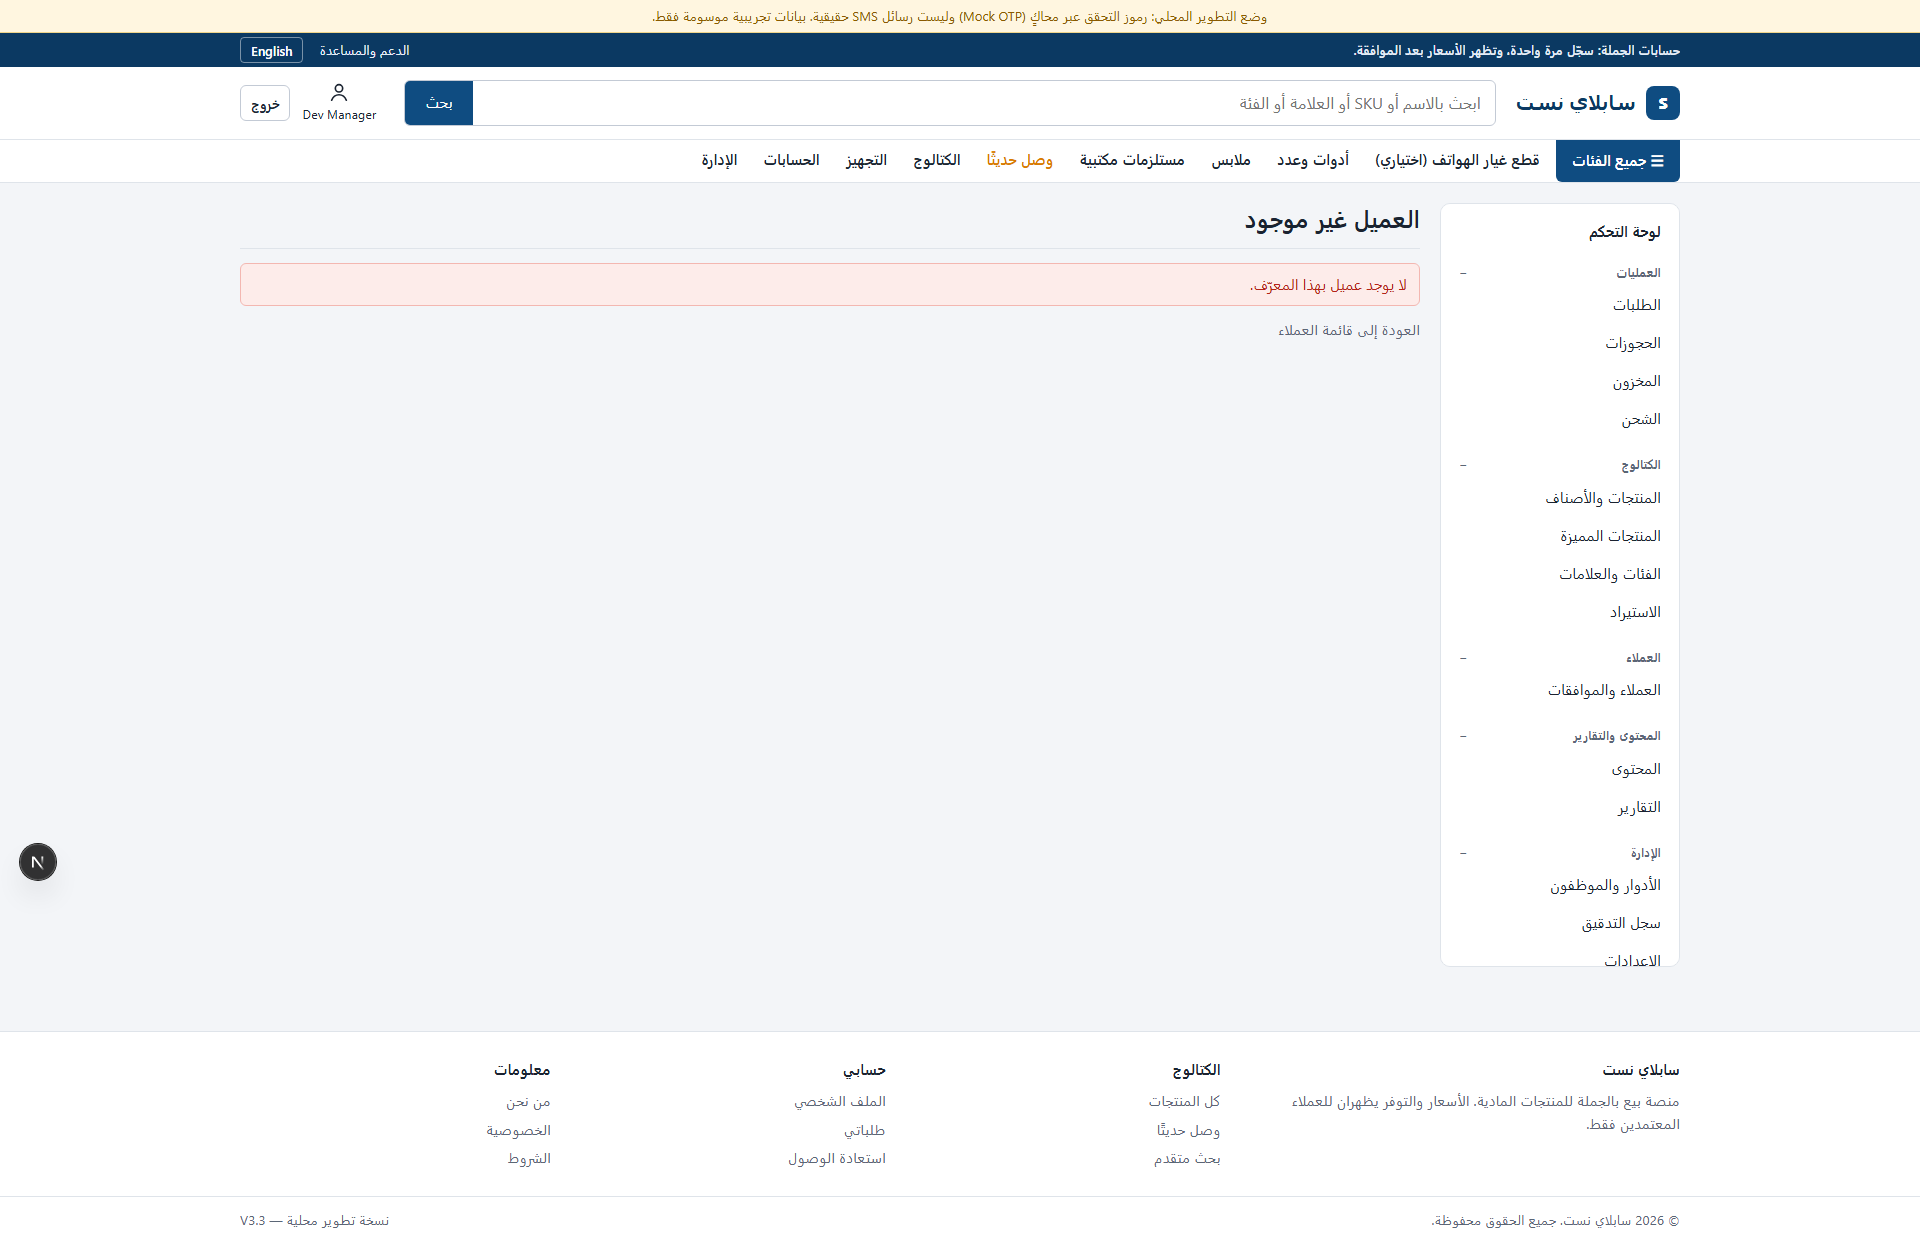 وضع التطوير المحلي: رموز التحقق عبر محاكٍ (Mock OTP) وليست رسائل SMS حقيقية. بيانات تجريبية موسومة فقط.
حسابات الجملة: سجّل مرة واحدة، وتظهر الأسعار بعد الموافقة.
الدعم والمساعدة
English
S
سابلاي نست
ابحث بالاسم أو SKU أو العلامة أو الفئة
بحث
Dev Manager
خروج
☰ جميع الفئات
قطع غيار الهواتف (اختياري)
أدوات وعدد
ملابس
مستلزمات مكتبية
وصل حديثًا
الكتالوج
التجهيز
الحسابات
الإدارة
لوحة التحكم
العمليات –
الطلبات
الحجوزات
المخزون
الشحن
الكتالوج –
المنتجات والأصناف
المنتجات المميزة
الفئات والعلامات
الاستيراد
العملاء –
العملاء والموافقات
المحتوى والتقارير –
المحتوى
التقارير
الإدارة –
الأدوار والموظفون
سجل التدقيق
الإعدادات
العميل غير موجود
لا يوجد عميل بهذا المعرّف.
العودة إلى قائمة العملاء
N
سابلاي نست
منصة بيع بالجملة للمنتجات المادية. الأسعار والتوفر يظهران للعملاء
المعتمدين فقط.
الكتالوج
كل المنتجات
وصل حديثًا
بحث متقدم
حسابي
الملف الشخصي
طلباتي
استعادة الوصول
معلومات
من نحن
الخصوصية
الشروط
© 2026 سابلاي نست. جميع الحقوق محفوظة.
نسخة تطوير محلية — V3.3